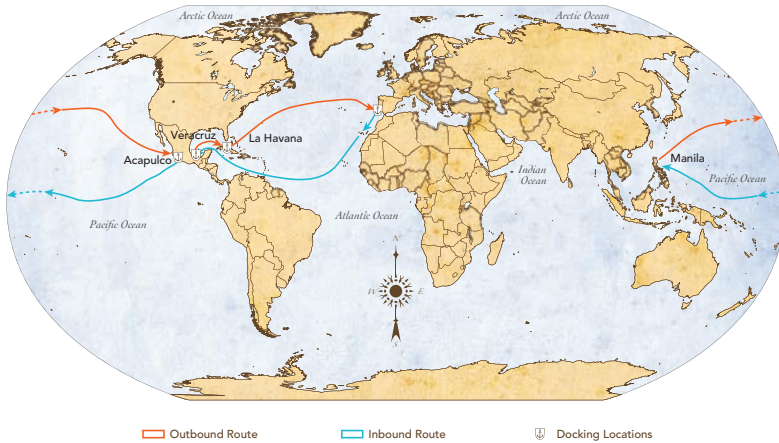 Arctic Ocean
Arctic Ocean
Veracruz
La Havana
Acapulco
Manila
Indian
Ocean
Pacific Ocean
Atlantic Ocean
Pacific Ocean
N
W
E
S
Outbound Route
Inbound Route
Docking Locations